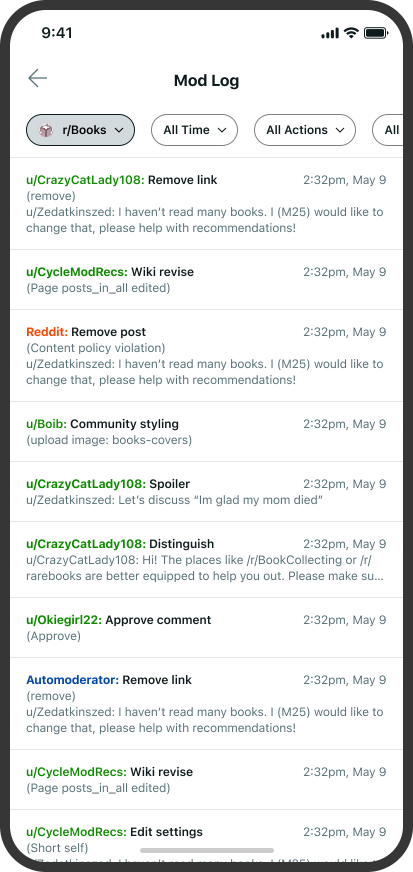 9:41
Mod Log
r/Books All Time All Actions All
u/CrazyCatLady108: Remove link 2:32pm, May 9
(remove)
u/Zedatkinszed: I haven’t read many books. I (M25) would like to
change that, please help with recommendations!
u/CycleModRecs: Wiki revise 2:32pm, May 9
(Page posts_in_all edited)
Reddit: Remove post 2:32pm, May 9
(Content policy violation)
u/Zedatkinszed: I haven’t read many books. I (M25) would like to
change that, please help with recommendations!
u/Boib: Community styling 2:32pm, May 9
(upload image: books-covers)
u/CrazyCatLady108: Spoiler 2:32pm, May 9
u/Zedatkinszed: Let’s discuss “Im glad my mom died”
u/CrazyCatLady108: Distinguish 2:32pm, May 9
u/CrazyCatLady108: Hi! The places like /r/BookCollecting or /r/
rarebooks are better equipped to help you out. Please make su...
u/Okiegirl22: Approve comment 2:32pm, May 9
(Approve)
Automoderator: Remove link 2:32pm, May 9
(remove)
u/Zedatkinszed: I haven’t read many books. I (M25) would like to
change that, please help with recommendations!
u/CycleModRecs: Wiki revise 2:32pm, May 9
(Page posts_in_all edited)
u/CycleModRecs: Edit settings 2:32pm, May 9
(Short self)